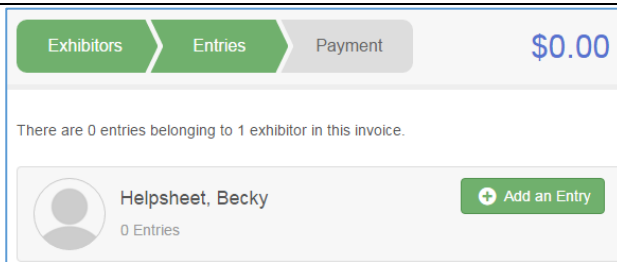 Exhibitors Entries Payment $0.00
There are 0 entries belonging to 1 exhibitor in this invoice.
Helpsheet, Becky Add an Entry
0 Entries